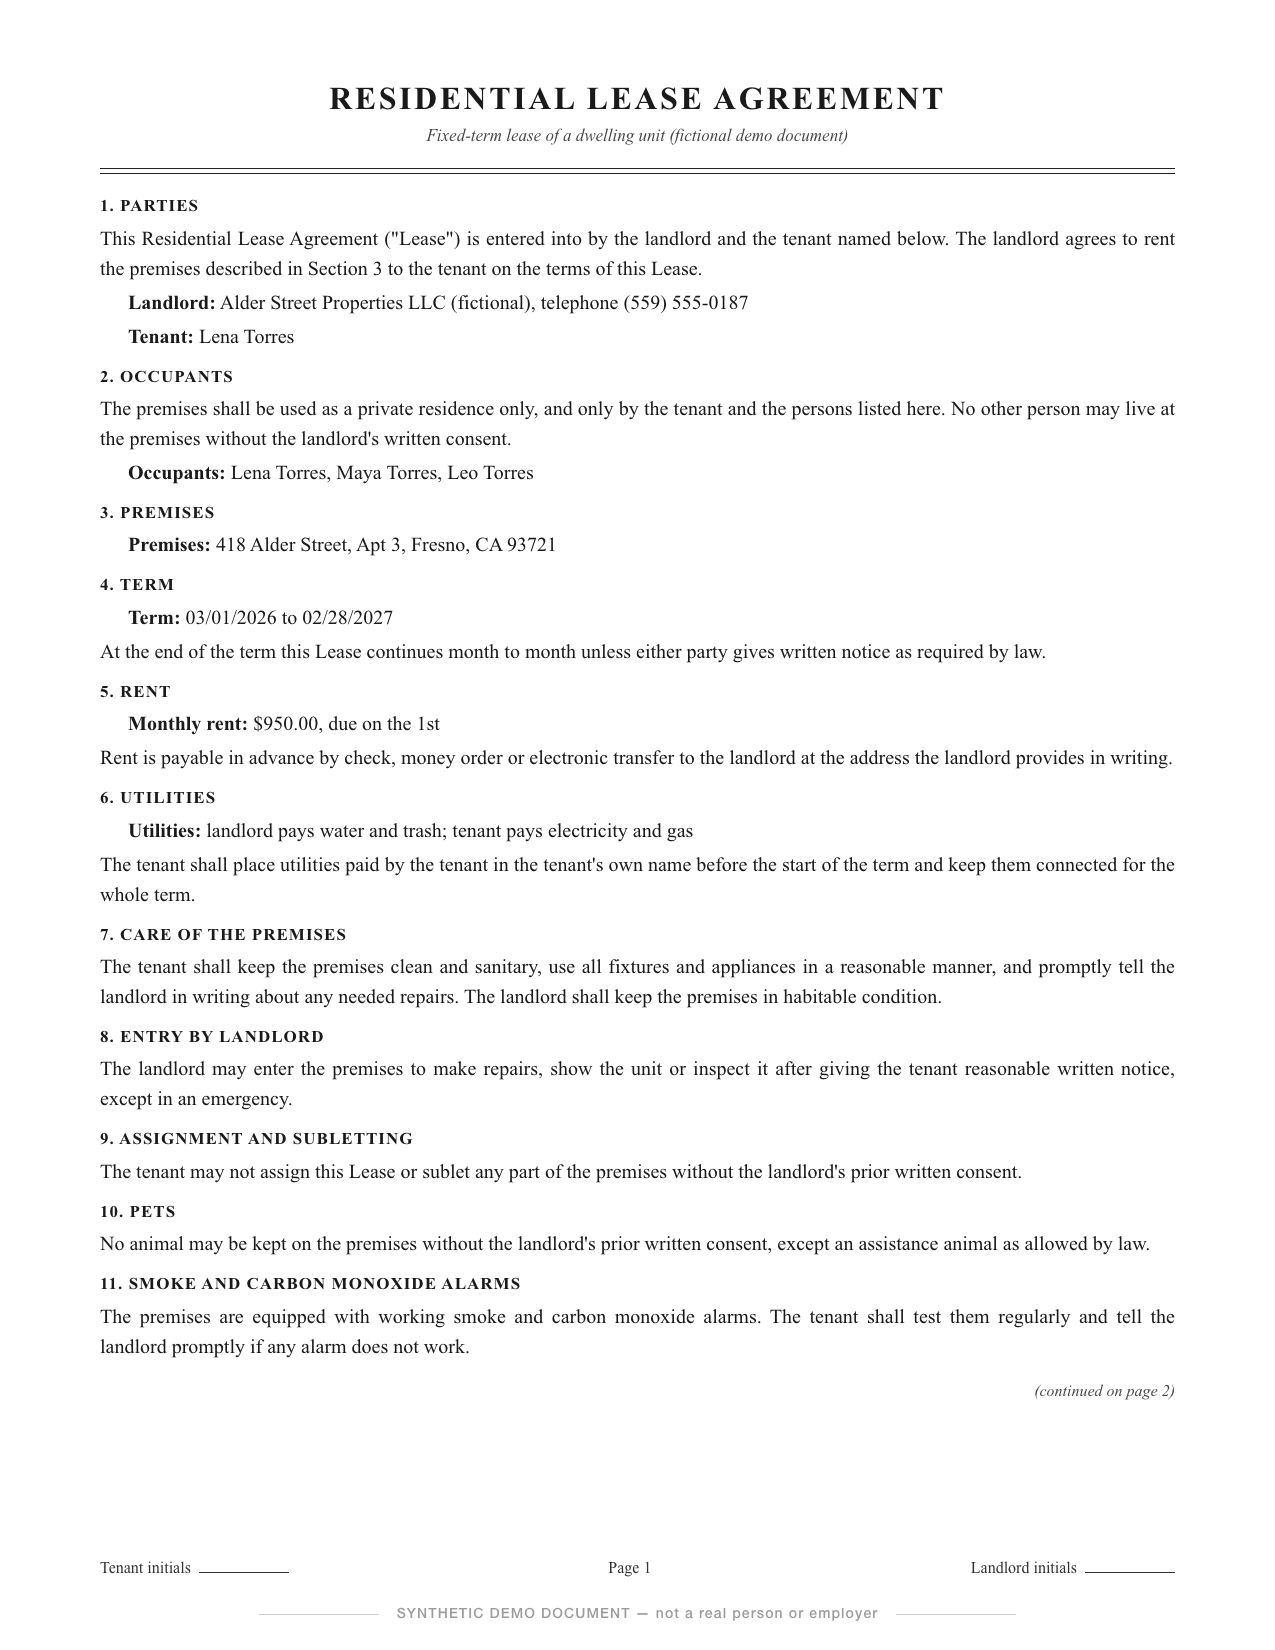 RESIDENTIAL LEASE AGREEMENT
Fixed-term lease of a dwelling unit (fictional demo document)
1. PARTIES
This Residential Lease Agreement ("Lease") is entered into by the landlord and the tenant named below. The landlord agrees to rent
the premises described in Section 3 to the tenant on the terms of this Lease.
Landlord: Alder Street Properties LLC (fictional), telephone (559) 555-0187
Tenant: Lena Torres
2. OCCUPANTS
The premises shall be used as a private residence only, and only by the tenant and the persons listed here. No other person may live at
the premises without the landlord's written consent.
Occupants: Lena Torres, Maya Torres, Leo Torres
3. PREMISES
Premises: 418 Alder Street, Apt 3, Fresno, CA 93721
4. TERM
Term: 03/01/2026 to 02/28/2027
At the end of the term this Lease continues month to month unless either party gives written notice as required by law.
5. RENT
Monthly rent: $950.00, due on the 1st
Rent is payable in advance by check, money order or electronic transfer to the landlord at the address the landlord provides in writing.
6. UTILITIES
Utilities: landlord pays water and trash; tenant pays electricity and gas
The tenant shall place utilities paid by the tenant in the tenant's own name before the start of the term and keep them connected for the
whole term.
7. CARE OF THE PREMISES
The tenant shall keep the premises clean and sanitary, use all fixtures and appliances in a reasonable manner, and promptly tell the
landlord in writing about any needed repairs. The landlord shall keep the premises in habitable condition.
8. ENTRY BY LANDLORD
The landlord may enter the premises to make repairs, show the unit or inspect it after giving the tenant reasonable written notice,
except in an emergency.
9. ASSIGNMENT AND SUBLETTING
The tenant may not assign this Lease or sublet any part of the premises without the landlord's prior written consent.
10. PETS
No animal may be kept on the premises without the landlord's prior written consent, except an assistance animal as allowed by law.
11. SMOKE AND CARBON MONOXIDE ALARMS
The premises are equipped with working smoke and carbon monoxide alarms. The tenant shall test them regularly and tell the
landlord promptly if any alarm does not work.
(continued on page 2)
Tenant initials Page 1 Landlord initials
SYNTHETIC DEMO DOCUMENT — not a real person or employer